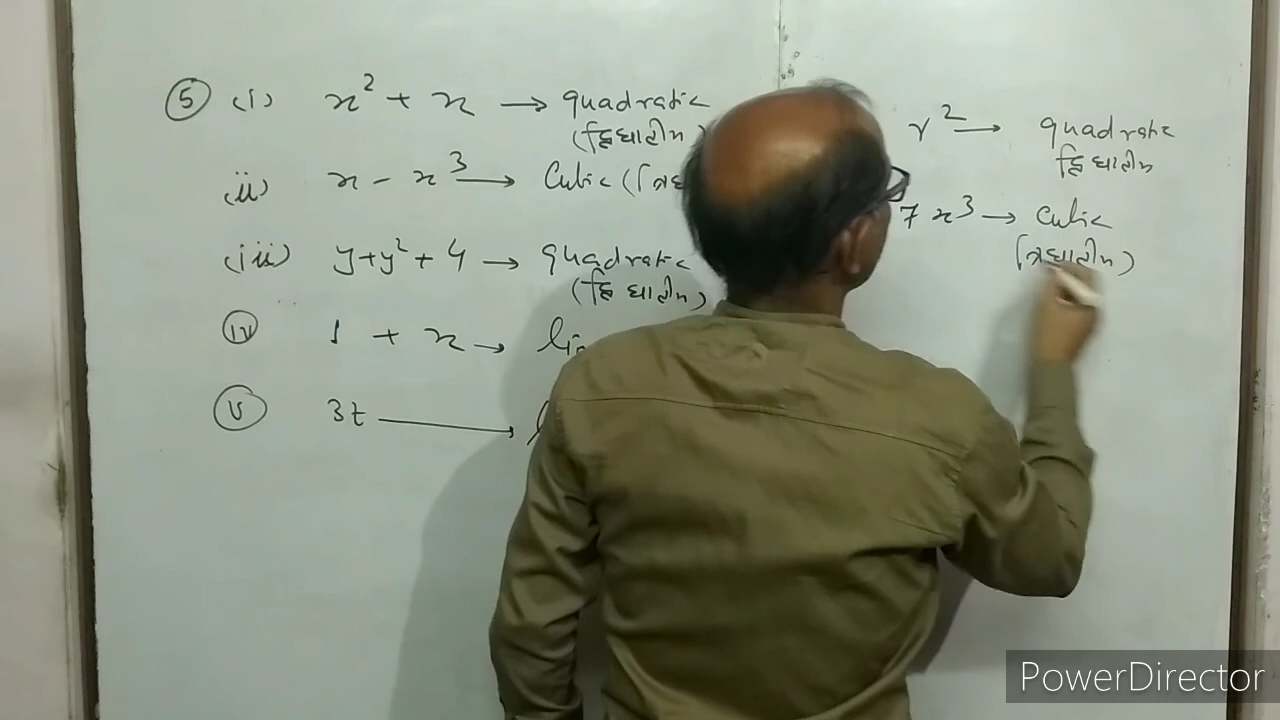 5 (i) x² + x → quadratic
(द्विघातीय)
(ii) x - x³ → Cubic
(iii) y+y²+4 → quadratic
(द्विघातीय)
(iv) 1 + x →
(v) 3t →
r² → quadratic
द्विघातीय
7x³ → Cubic
(त्रिघातीय)
PowerDirector